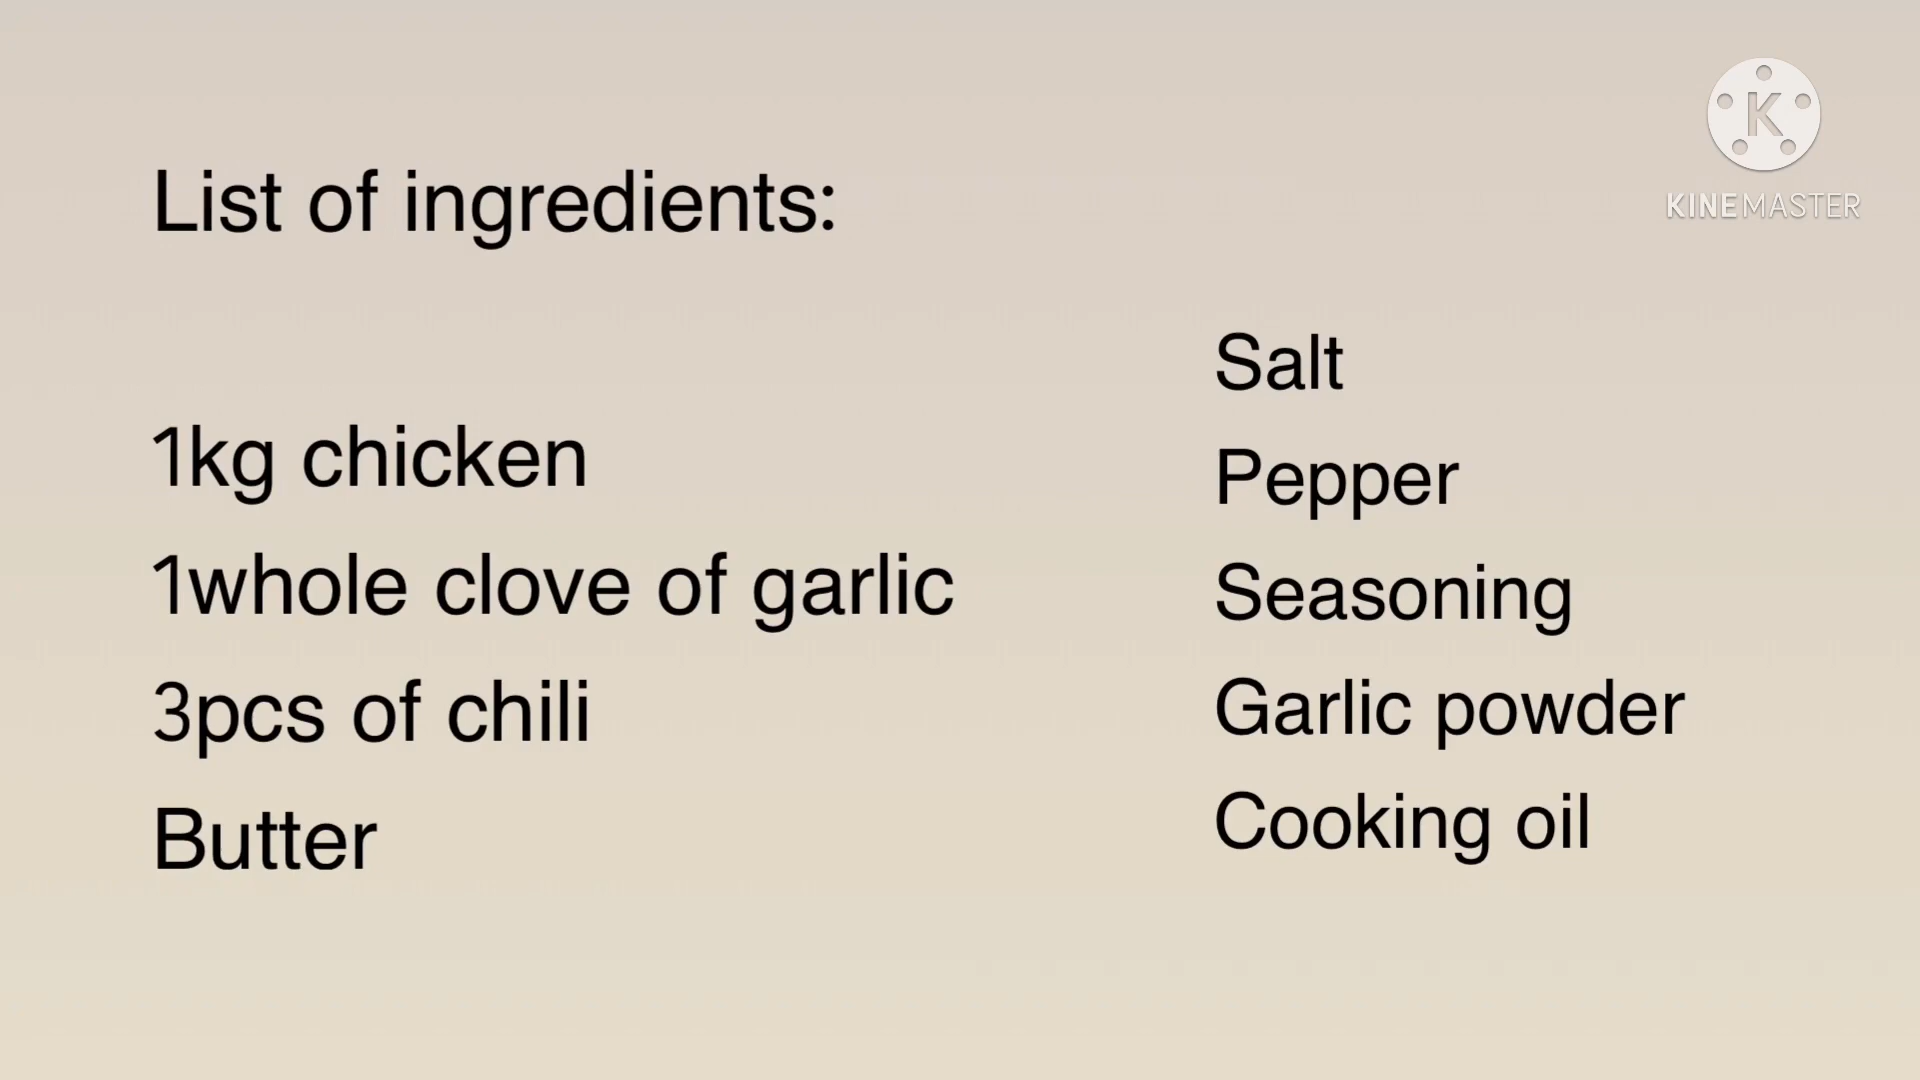 List of ingredients:
1kg chicken
1whole clove of garlic
3pcs of chili
Butter
Salt
Pepper
Seasoning
Garlic powder
Cooking oil
K
KINEMASTER